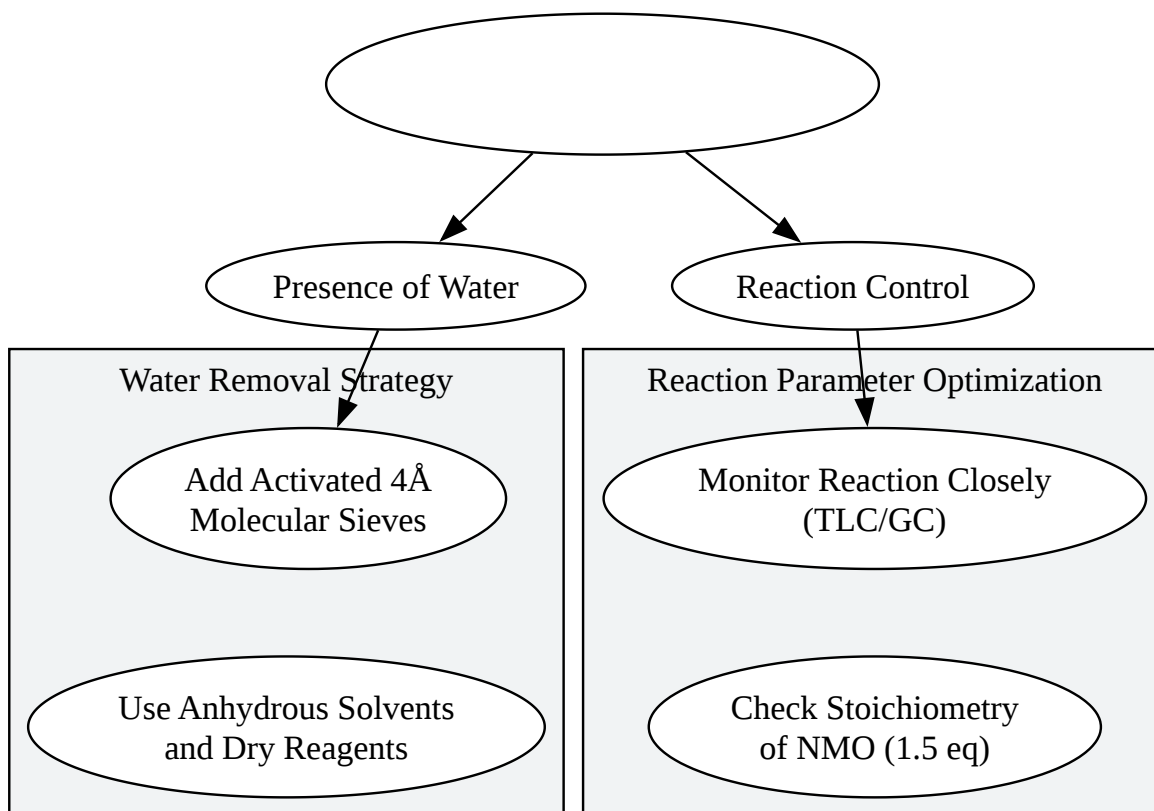 Presence of Water
Reaction Control
Water Removal Strategy
Reaction Parameter Optimization
Add Activated 4Å
Molecular Sieves
Monitor Reaction Closely
(TLC/GC)
Use Anhydrous Solvents
and Dry Reagents
Check Stoichiometry
of NMO (1.5 eq)